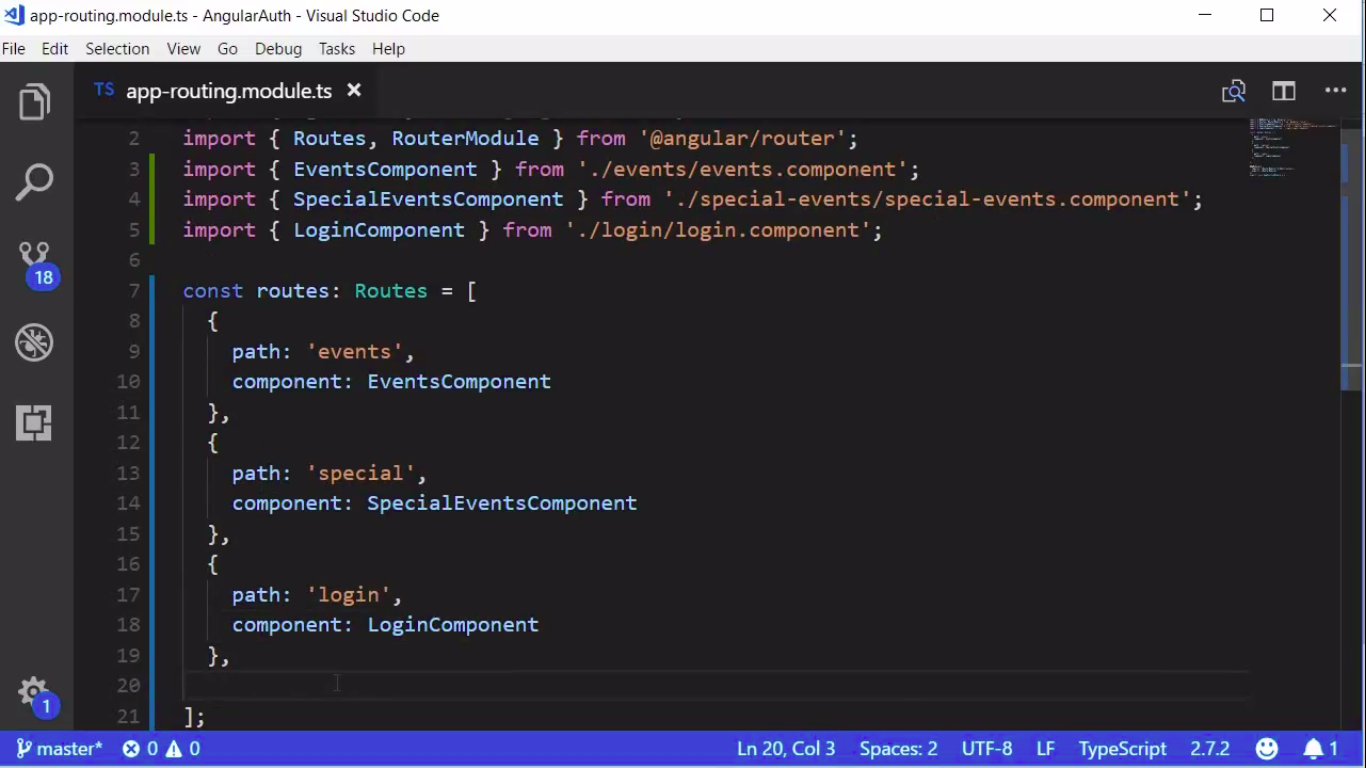 app-routing.module.ts - AngularAuth - Visual Studio Code
File Edit Selection View Go Debug Tasks Help
TS app-routing.module.ts
2 import { Routes, RouterModule } from '@angular/router';
3 import { EventsComponent } from './events/events.component';
4 import { SpecialEventsComponent } from './special-events/special-events.component';
5 import { LoginComponent } from './login/login.component';
6
7 const routes: Routes = [
8 {
9 path: 'events',
10 component: EventsComponent
11 },
12 {
13 path: 'special',
14 component: SpecialEventsComponent
15 },
16 {
17 path: 'login',
18 component: LoginComponent
19 },
20
21 ];
18
1
master* 0 0 Ln 20, Col 3 Spaces: 2 UTF-8 LF TypeScript 2.7.2 1